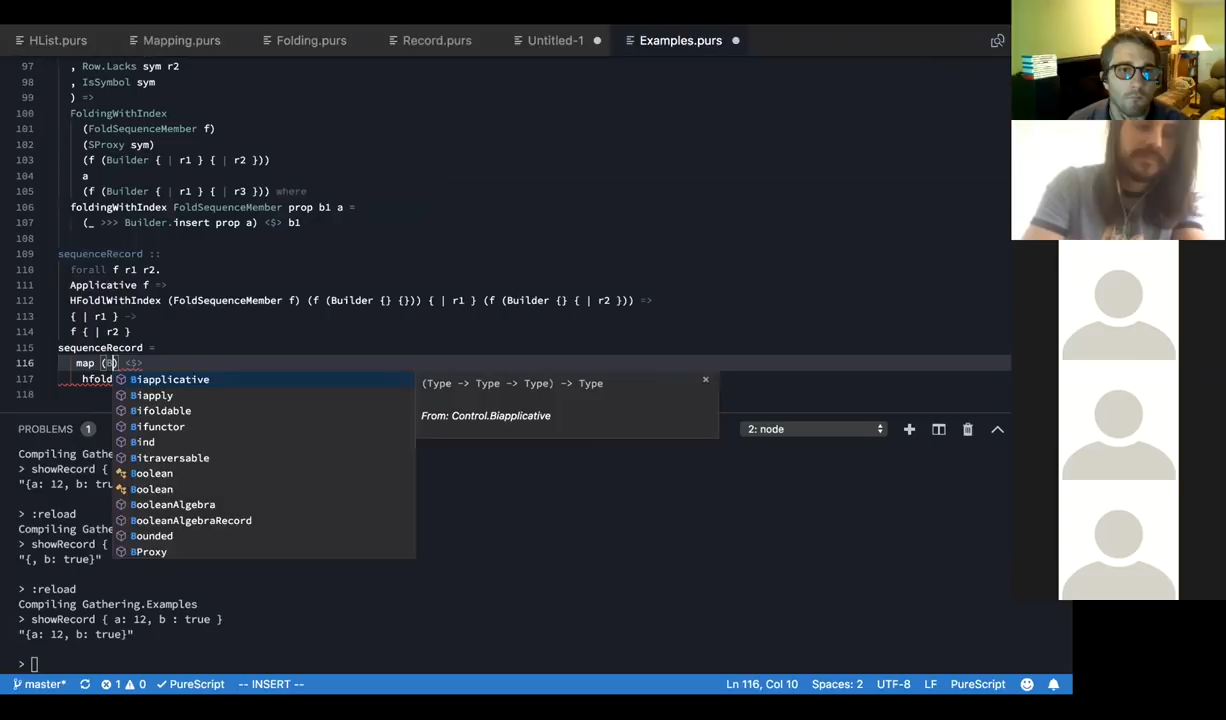 HList.purs Mapping.purs Folding.purs Record.purs Untitled-1 Examples.purs
97 , Row.Lacks sym r2
98 , IsSymbol sym
99 ) =>
100 FoldingWithIndex
101 (FoldSequenceMember f)
102 (SProxy sym)
103 (f (Builder { | r1 } { | r2 }))
104 a
105 (f (Builder { | r1 } { | r3 })) where
106 foldingWithIndex FoldSequenceMember prop b1 a =
107 (_ >>> Builder.insert prop a) <$> b1
108
109 sequenceRecord ::
110 forall f r1 r2.
111 Applicative f =>
112 HFoldlWithIndex (FoldSequenceMember f) (f (Builder {} {})) { | r1 } (f (Builder {} { | r2 })) =>
113 { | r1 } ->
114 f { | r2 }
115 sequenceRecord =
116 map (B) <$>
117 hfold
118
Biapplicative
Biapply
Bifoldable
Bifunctor
Bind
Bitraversable
Boolean
Boolean
BooleanAlgebra
BooleanAlgebraRecord
Bounded
BProxy
(Type -> Type -> Type) -> Type
From: Control.Biapplicative
PROBLEMS 1
2: node
Compiling Gathe
> showRecord {
"{a: 12, b: tru
> :reload
Compiling Gathe
> showRecord {
"{, b: true}"
> :reload
Compiling Gathering.Examples
> showRecord { a: 12, b : true }
"{a: 12, b: true}"
>
master* 1 0 PureScript -- INSERT -- Ln 116, Col 10 Spaces: 2 UTF-8 LF PureScript